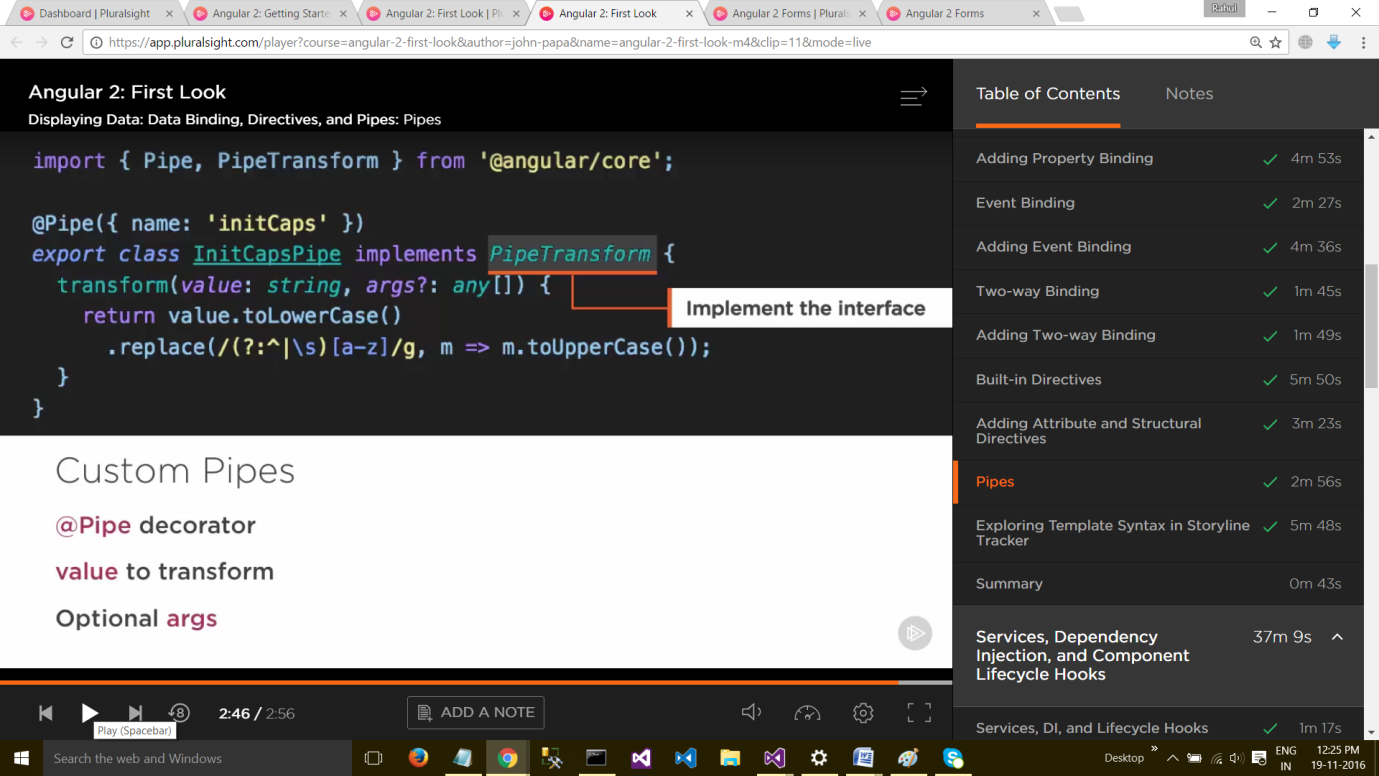 Dashboard | Pluralsight
Angular 2: Getting Starte
Angular 2: First Look | Plu
Angular 2: First Look
Angular 2 Forms | Plurals
Angular 2 Forms
Rahul
https://app.pluralsight.com/player?course=angular-2-first-look&author=john-papa&name=angular-2-first-look-m4&clip=11&mode=live
Angular 2: First Look
Displaying Data: Data Binding, Directives, and Pipes: Pipes
import { Pipe, PipeTransform } from '@angular/core';
@Pipe({ name: 'initCaps' })
export class InitCapsPipe implements PipeTransform {
transform(value: string, args?: any[]) {
return value.toLowerCase()
.replace(/(?:^|\s)[a-z]/g, m => m.toUpperCase());
}
}
Implement the interface
Custom Pipes
@Pipe decorator
value to transform
Optional args
8
2:46 / 2:56
ADD A NOTE
Play (Spacebar)
Table of Contents
Notes
Adding Property Binding 4m 53s
Event Binding 2m 27s
Adding Event Binding 4m 36s
Two-way Binding 1m 45s
Adding Two-way Binding 1m 49s
Built-in Directives 5m 50s
Adding Attribute and Structural 3m 23s
Directives
Pipes 2m 56s
Exploring Template Syntax in Storyline 5m 48s
Tracker
Summary 0m 43s
Services, Dependency 37m 9s
Injection, and Component
Lifecycle Hooks
Services, DI, and Lifecycle Hooks 1m 17s
Search the web and Windows
Desktop
ENG
IN
12:25 PM
19-11-2016